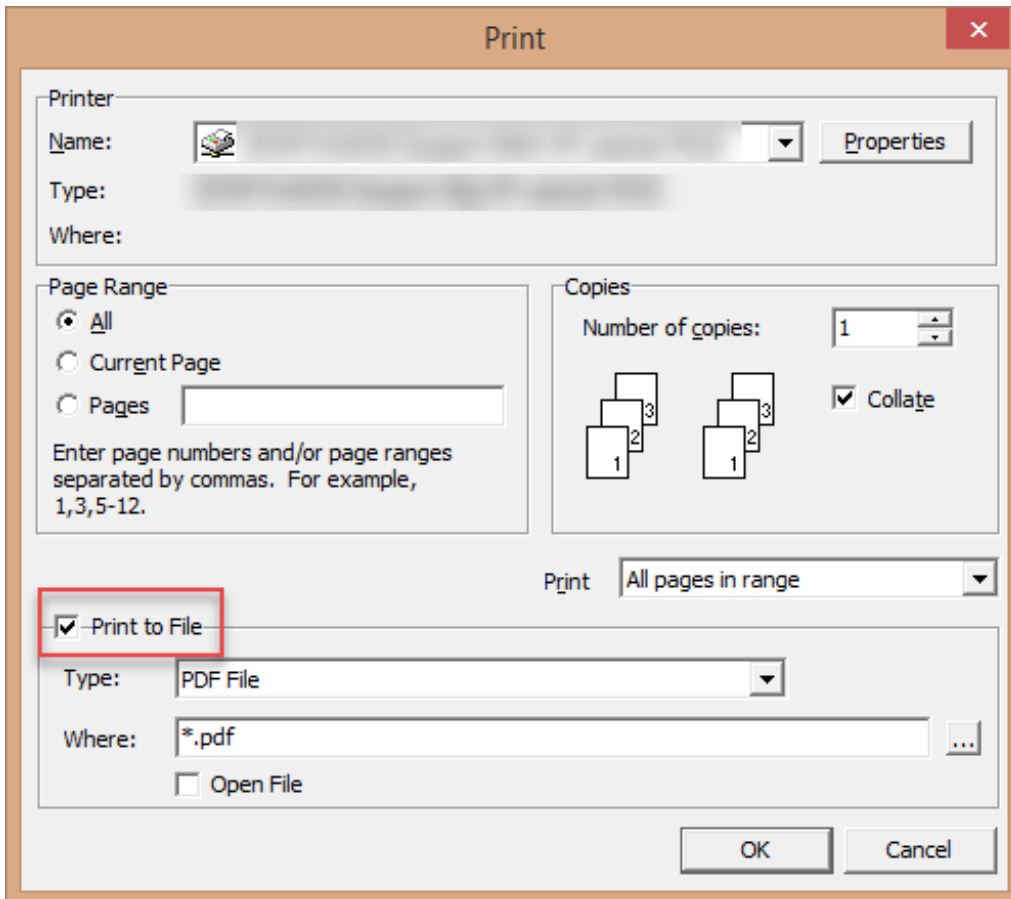 Print
Printer
Name:
Properties
Type:
Where:
Page Range
All
Current Page
Pages
Enter page numbers and/or page ranges
separated by commas. For example,
1,3,5-12.
Copies
Number of copies: 1
1 2 3 1 2 3
Collate
Print All pages in range
Print to File
Type: PDF File
Where: *.pdf ...
Open File
OK Cancel